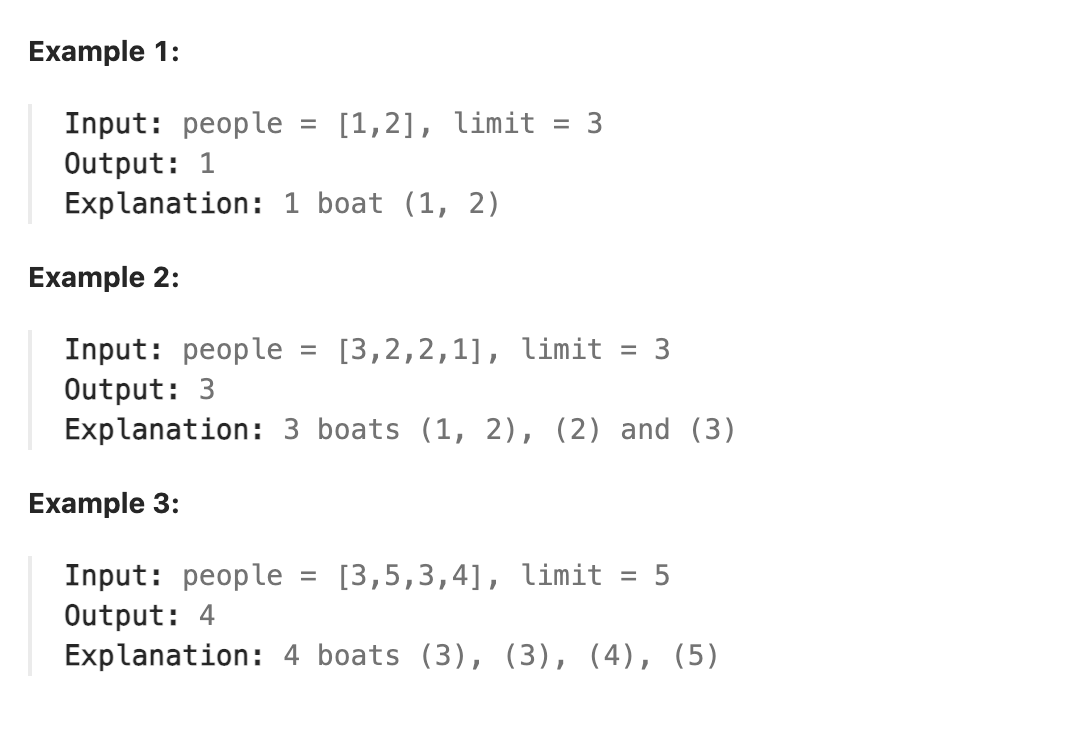 Example 1:
Input: people = [1,2], limit = 3
Output: 1
Explanation: 1 boat (1, 2)
Example 2:
Input: people = [3,2,2,1], limit = 3
Output: 3
Explanation: 3 boats (1, 2), (2) and (3)
Example 3:
Input: people = [3,5,3,4], limit = 5
Output: 4
Explanation: 4 boats (3), (3), (4), (5)